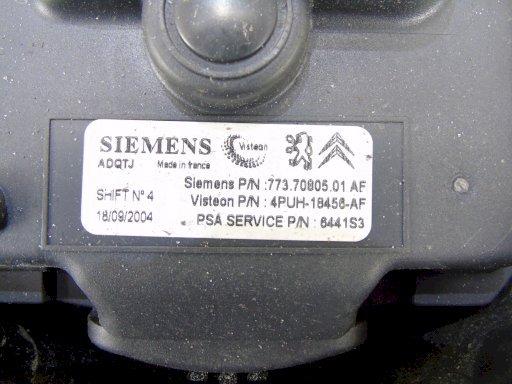 SIEMENS Visteon
ADQTJ Made in france
Siemens P/N :773.70805.01 AF
SHIFT N° 4 Visteon P/N : 4PUH-18456-AF
18/09/2004 PSA SERVICE P/N : 6441S3